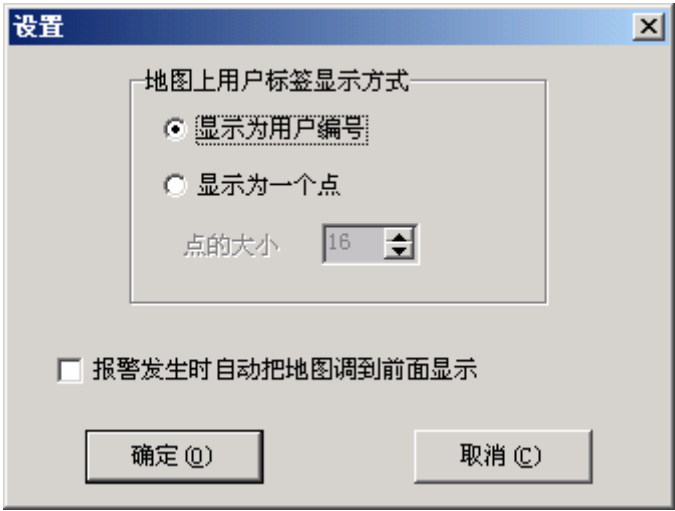 设置
地图上用户标签显示方式
显示为用户编号
显示为一个点
点的大小 16
报警发生时自动把地图调到前面显示
确定(O) 取消(C)